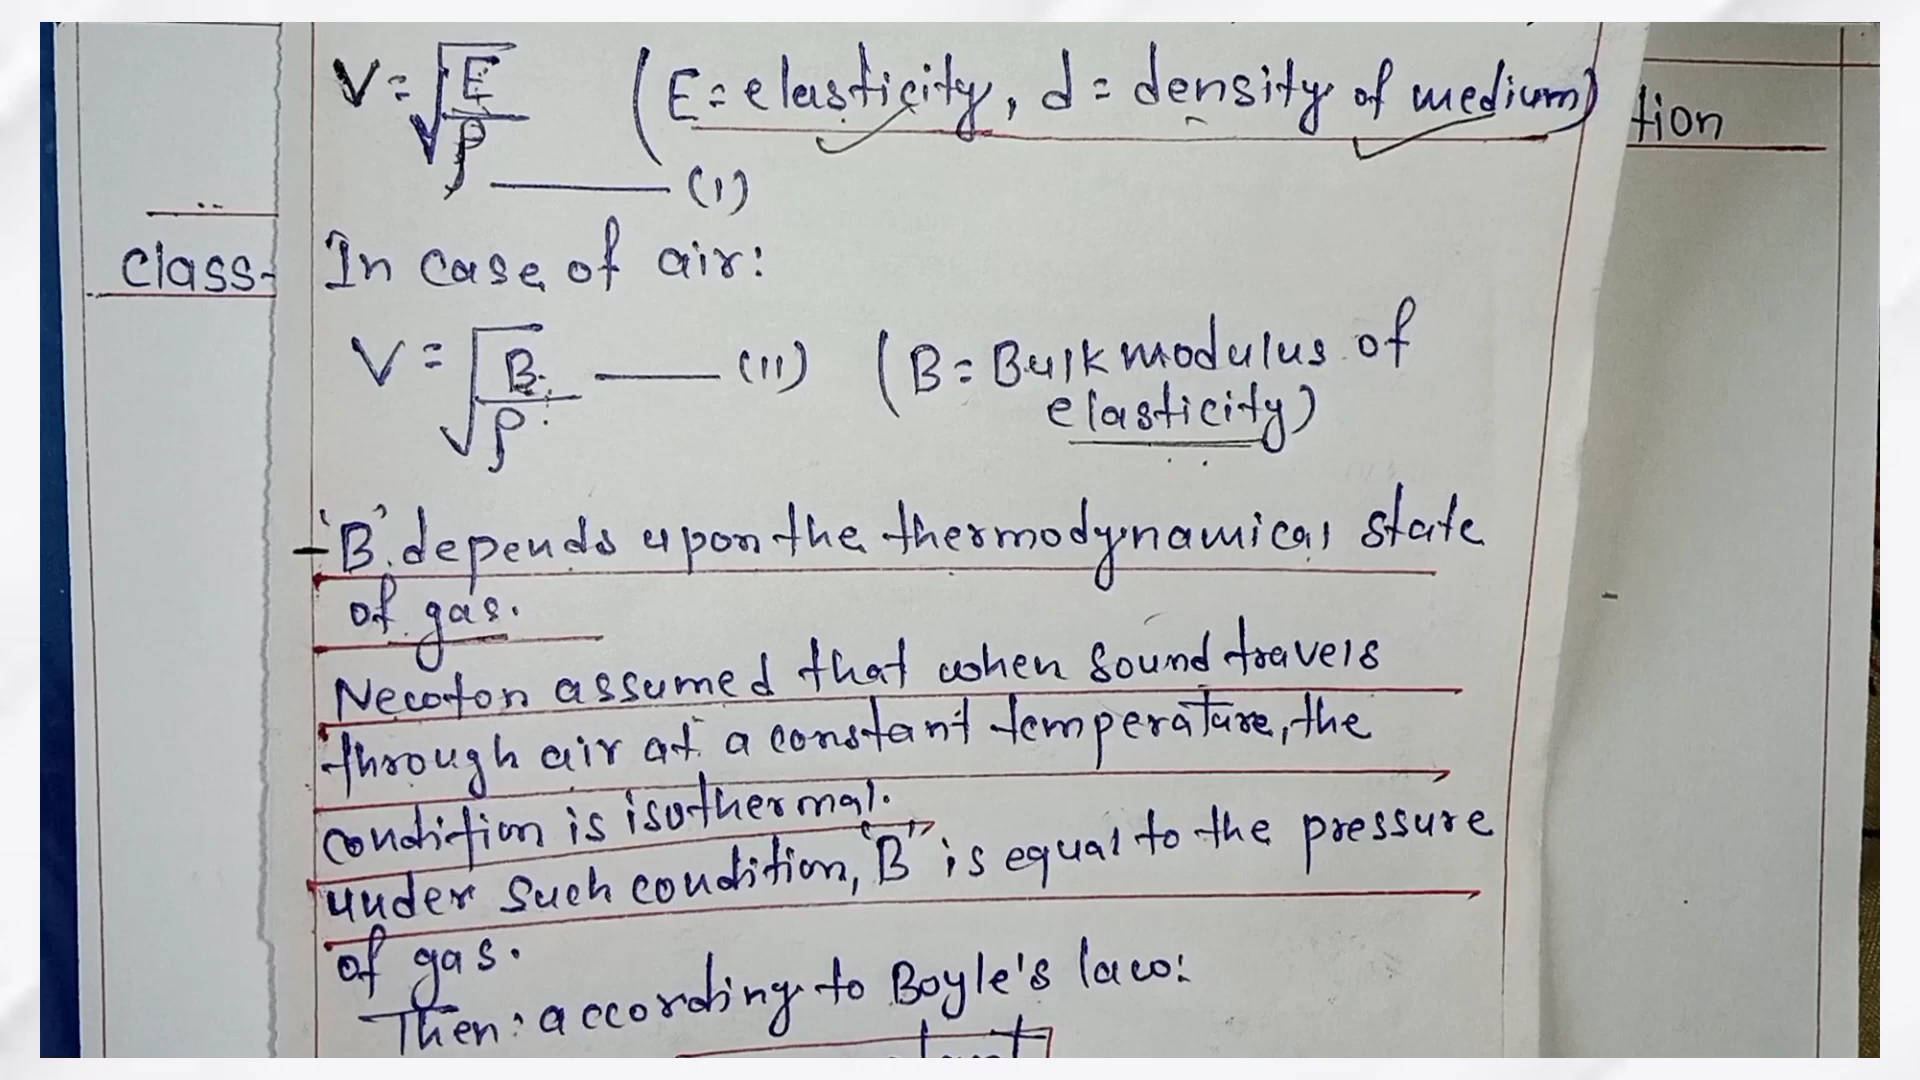 V = √E/ρ (E = elasticity, d = density of medium)
(I)
tion
class-
In case of air:
V = √B/ρ (II) (B = Bulk modulus of
elasticity)
- 'B' depends upon the thermodynamical state
of gas.
Newton assumed that when sound travels
through air at a constant temperature, the
condition is isothermal.
under such condition, 'B' is equal to the pressure
of gas.
Then: according to Boyle's law: